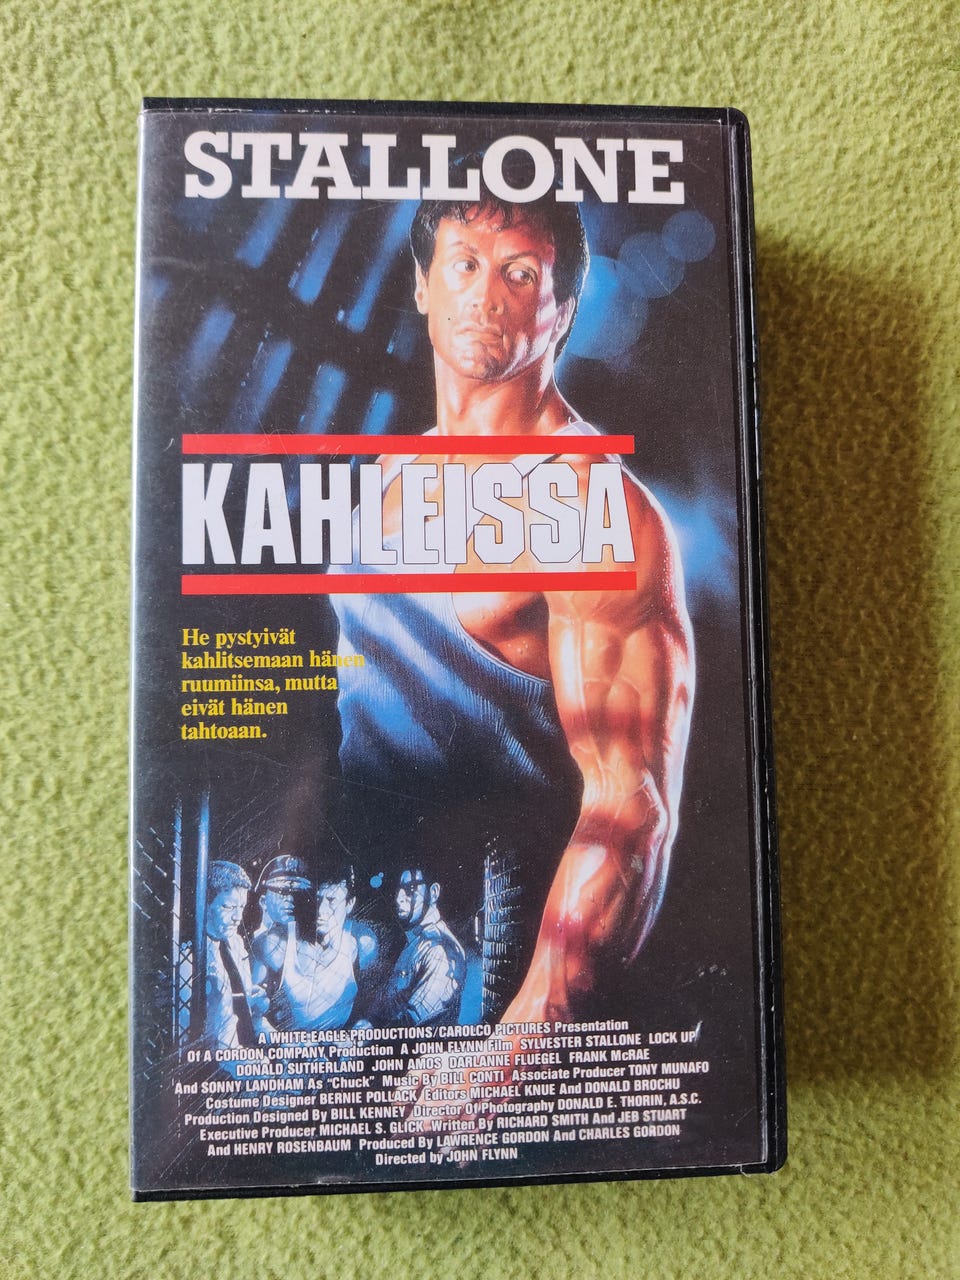 STALLONE
KAHLEISSA
He pystyivät
kahlitsemaan hänen
ruumiinsa, mutta
eivät hänen
tahtoaan.
A WHITE EAGLE PRODUCTIONS/CAROLCO PICTURES Presentation
Of A CORDON COMPANY Production A JOHN FLYNN Film SYLVESTER STALLONE LOCK UP
DONALD SUTHERLAND JOHN AMOS DARLANNE FLUEGEL FRANK McRAE
And SONNY LANDHAM As "Chuck" Music By BILL CONTI Associate Producer TONY MUNAFO
Costume Designer BERNIE POLLACK Editors MICHAEL KNUE And DONALD BROCHU
Production Designed By BILL KENNEY Director Of Photography DONALD E. THORIN, A.S.C.
Executive Producer MICHAEL S. GLICK Written By RICHARD SMITH And JEB STUART
And HENRY ROSENBAUM Produced By LAWRENCE GORDON And CHARLES GORDON
Directed by JOHN FLYNN